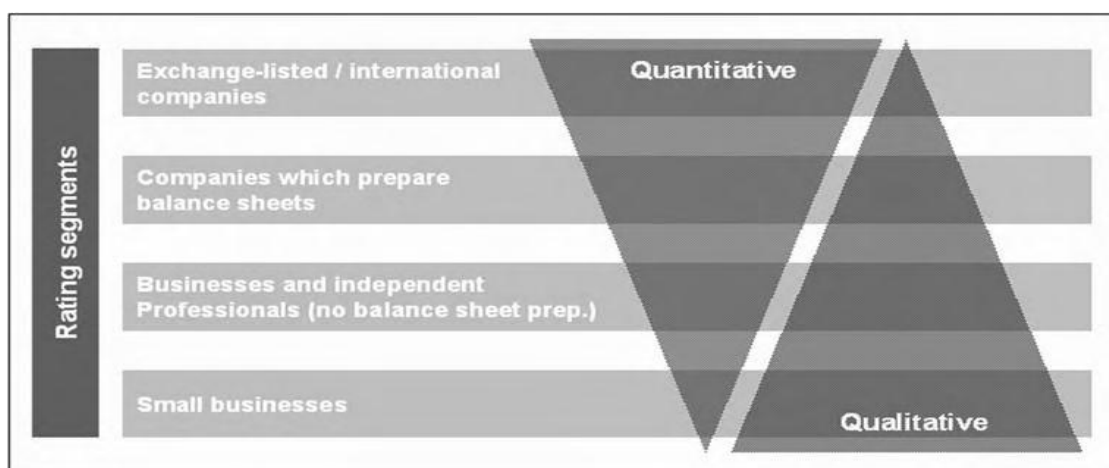 Rating segments
Exchange-listed / international
companies
Quantitative
Companies which prepare
balance sheets
Businesses and independent
Professionals (no balance sheet prep.)
Small businesses
Qualitative